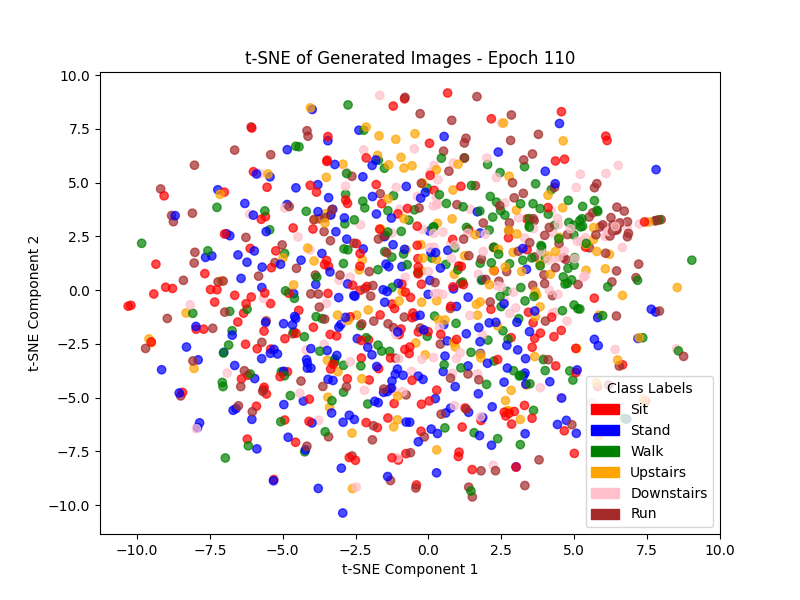 t-SNE of Generated Images - Epoch 110
10.0
7.5
5.0
2.5
0.0
−2.5
−5.0
−7.5
−10.0
t-SNE Component 2
Class Labels
Sit
Stand
Walk
Upstairs
Downstairs
Run
−10.0 −7.5 −5.0 −2.5 0.0 2.5 5.0 7.5 10.0
t-SNE Component 1